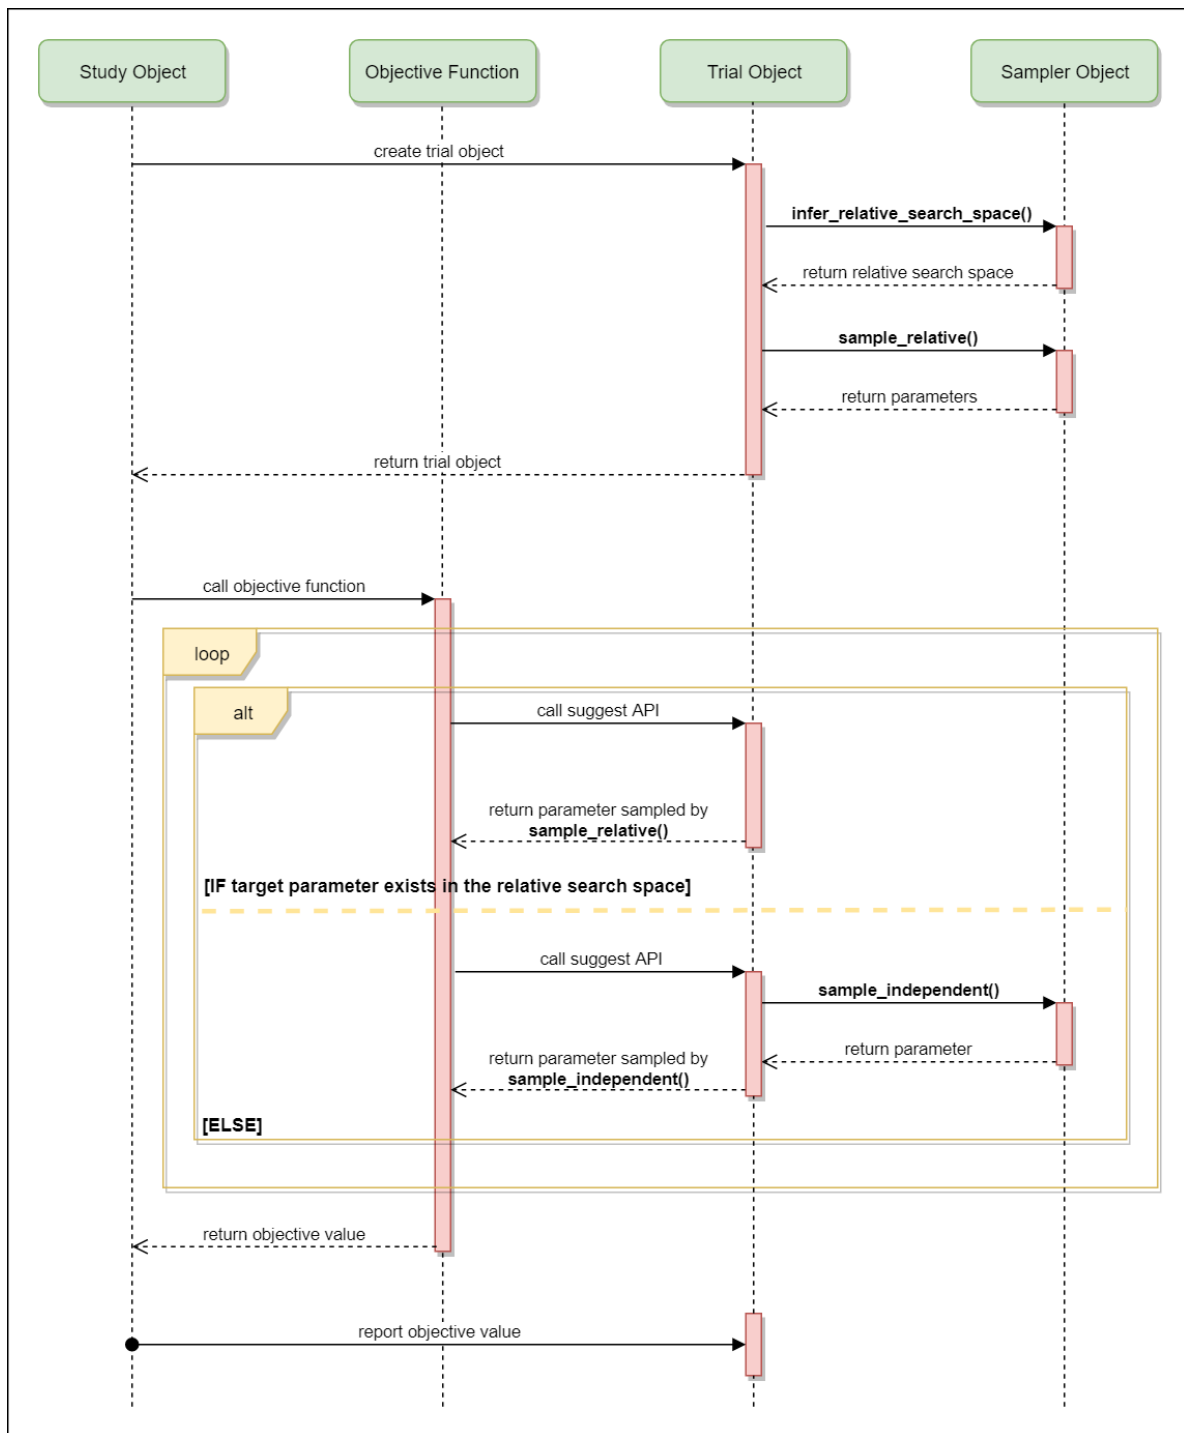 Study Object
Objective Function
Trial Object
Sampler Object
create trial object
infer_relative_search_space()
return relative search space
sample_relative()
return parameters
return trial object
call objective function
loop
alt
call suggest API
return parameter sampled by
sample_relative()
[IF target parameter exists in the relative search space]
call suggest API
sample_independent()
return parameter
return parameter sampled by
sample_independent()
[ELSE]
return objective value
report objective value